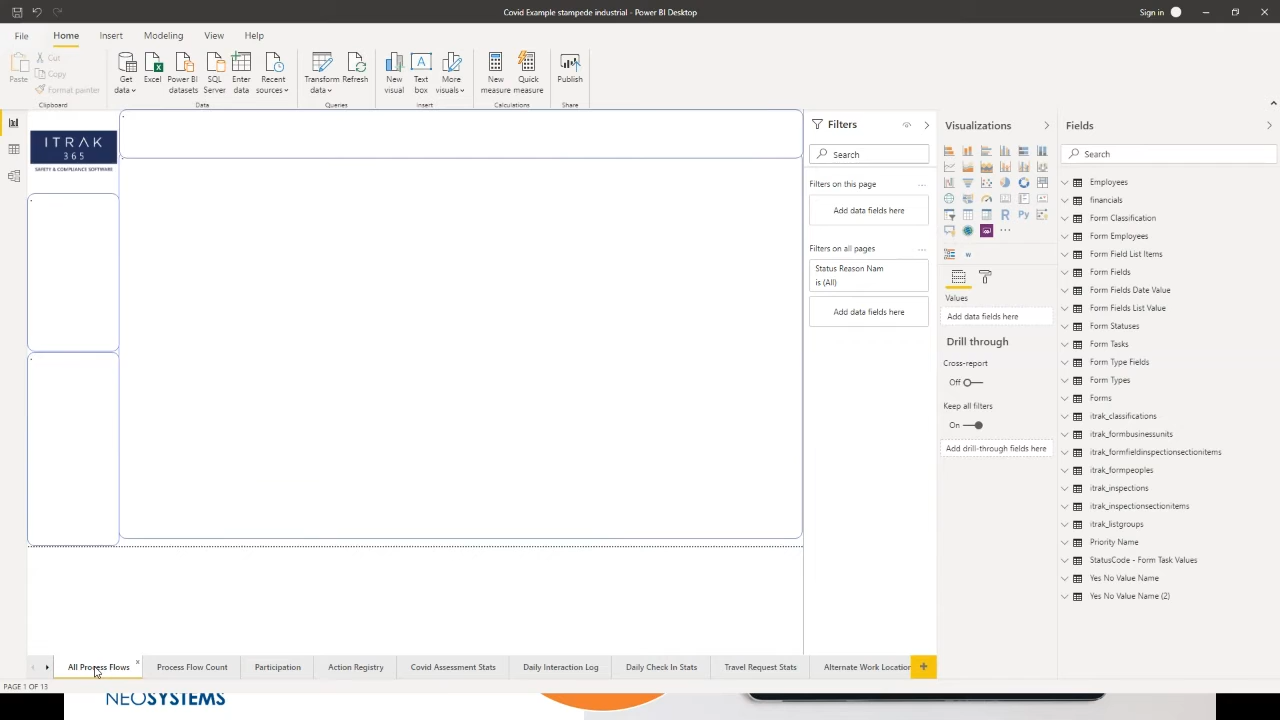 Covid Example stampede industrial - Power BI Desktop
Sign in
File
Home
Insert
Modeling
View
Help
Paste
Cut
Copy
Format painter
Clipboard
Get data
Excel
Power BI datasets
SQL Server
Enter data
Recent sources
Data
Transform data
Refresh
Queries
New visual
Text box
More visuals
Insert
New measure
Quick measure
Calculations
Publish
Share
ITRAK
365
SAFETY & COMPLIANCE SOFTWARE
Filters
Search
Filters on this page
...
Add data fields here
Filters on all pages
...
Status Reason Nam
is (All)
Add data fields here
Visualizations
R
Py
...
W
Values
Add data fields here
Drill through
Cross-report
Off
Keep all filters
On
Add drill-through fields here
Fields
Search
Employees
financials
Form Classification
Form Employees
Form Field List Items
Form Fields
Form Fields Date Value
Form Fields List Value
Form Statuses
Form Tasks
Form Type Fields
Form Types
Forms
itrak_classifications
itrak_formbusinessunits
itrak_formfieldinspectionsectionitems
itrak_formpeoples
itrak_inspections
itrak_inspectionsectionitems
itrak_listgroups
Priority Name
StatusCode - Form Task Values
Yes No Value Name
Yes No Value Name (2)
All Process Flows
Process Flow Count
Participation
Action Registry
Covid Assessment Stats
Daily Interaction Log
Daily Check In Stats
Travel Request Stats
Alternate Work Location
PAGE 1 OF 13
NEOSYSTEMS